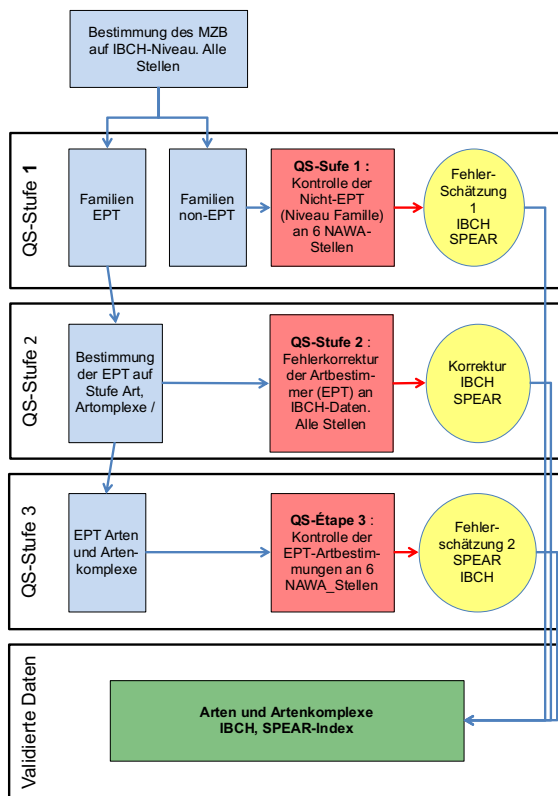 Bestimmung des MZB
auf IBCH-Niveau. Alle
Stellen
QS-Stufe 1
Familien
EPT
Familien
non-EPT
QS-Sufe 1 :
Kontrolle der
Nicht-EPT
(Niveau Famille)
an 6 NAWA-
Stellen
Fehler-
Schätzung
1
IBCH
SPEAR
QS-Stufe 2
Bestimmung
der EPT auf
Stufe Art,
Artomplexe /
QS-Stufe 2 :
Fehlerkorrektur
der Artbestim-
mer (EPT) an
IBCH-Daten.
Alle Stellen
Korrektur
IBCH
SPEAR
QS-Stufe 3
EPT Arten
und Arten-
komplexe
QS-Étape 3 :
Kontrolle der
EPT-Artbestim-
mungen an 6
NAWA_Stellen
Fehler-
schätzung 2
SPEAR
IBCH
Validierte Daten
Arten und Artenkomplexe
IBCH, SPEAR-Index